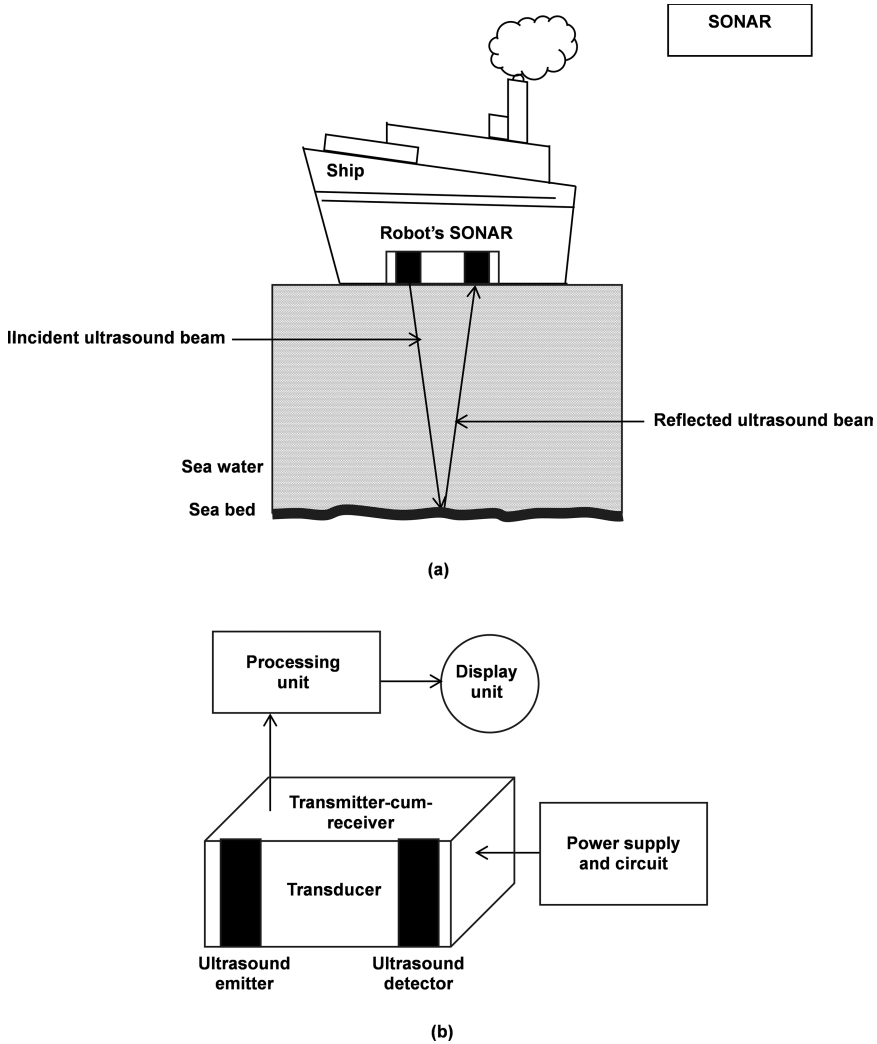 SONAR
Ship
Robot's SONAR
IIncident ultrasound beam
Reflected ultrasound beam
Sea water
Sea bed
(a)
Processing
unit
Display
unit
Transmitter-cum-
receiver
Power supply
and circuit
Transducer
Ultrasound
emitter
Ultrasound
detector
(b)